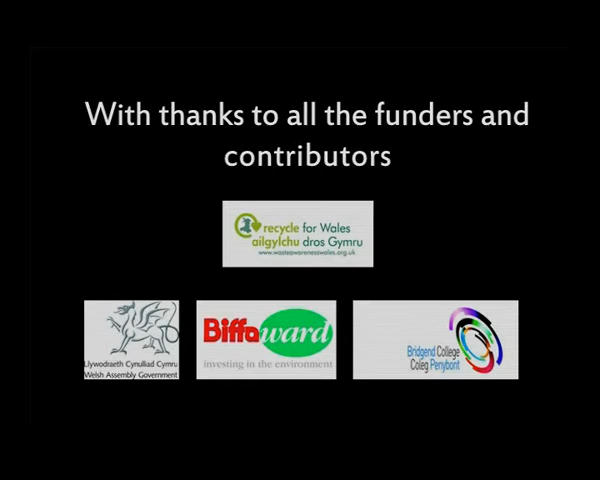 With thanks to all the funders and
contributors
recycle for Wales
ailgylchu dros Gymru
www.wasteawarenesswales.org.uk
Llywodraeth Cynulliad Cymru
Welsh Assembly Government
Biffaward
investing in the environment
Bridgend College
Coleg Penybont